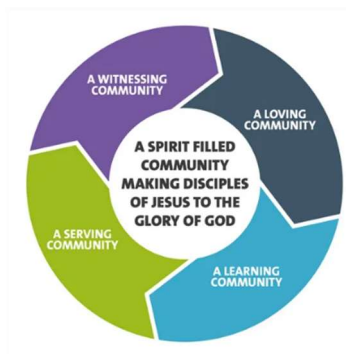 A WITNESSING
COMMUNITY
A LOVING
COMMUNITY
A SPIRIT FILLED
COMMUNITY
MAKING DISCIPLES
OF JESUS TO THE
GLORY OF GOD
A SERVING
COMMUNITY
A LEARNING
COMMUNITY